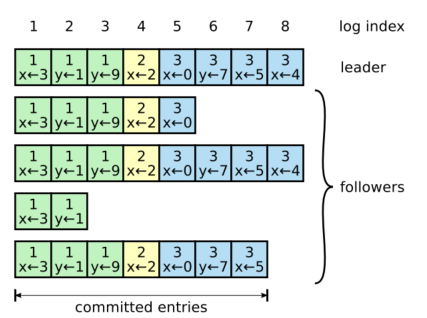 1 2 3 4 5 6 7 8 log index
1 1 1 2 3 3 3 3
x←3 y←1 y←9 x←2 x←0 y←7 x←5 x←4
leader
1 1 1 2 3
x←3 y←1 y←9 x←2 x←0
1 1 1 2 3 3 3 3
x←3 y←1 y←9 x←2 x←0 y←7 x←5 x←4
followers
1 1
x←3 y←1
1 1 1 2 3 3 3
x←3 y←1 y←9 x←2 x←0 y←7 x←5
committed entries